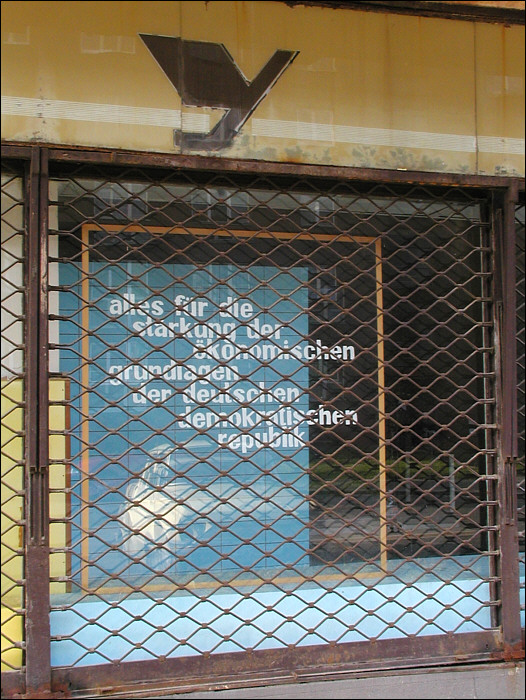 alles für die
stärkung der
ökonomischen
grundlagen
der deutschen
demokratischen
republik